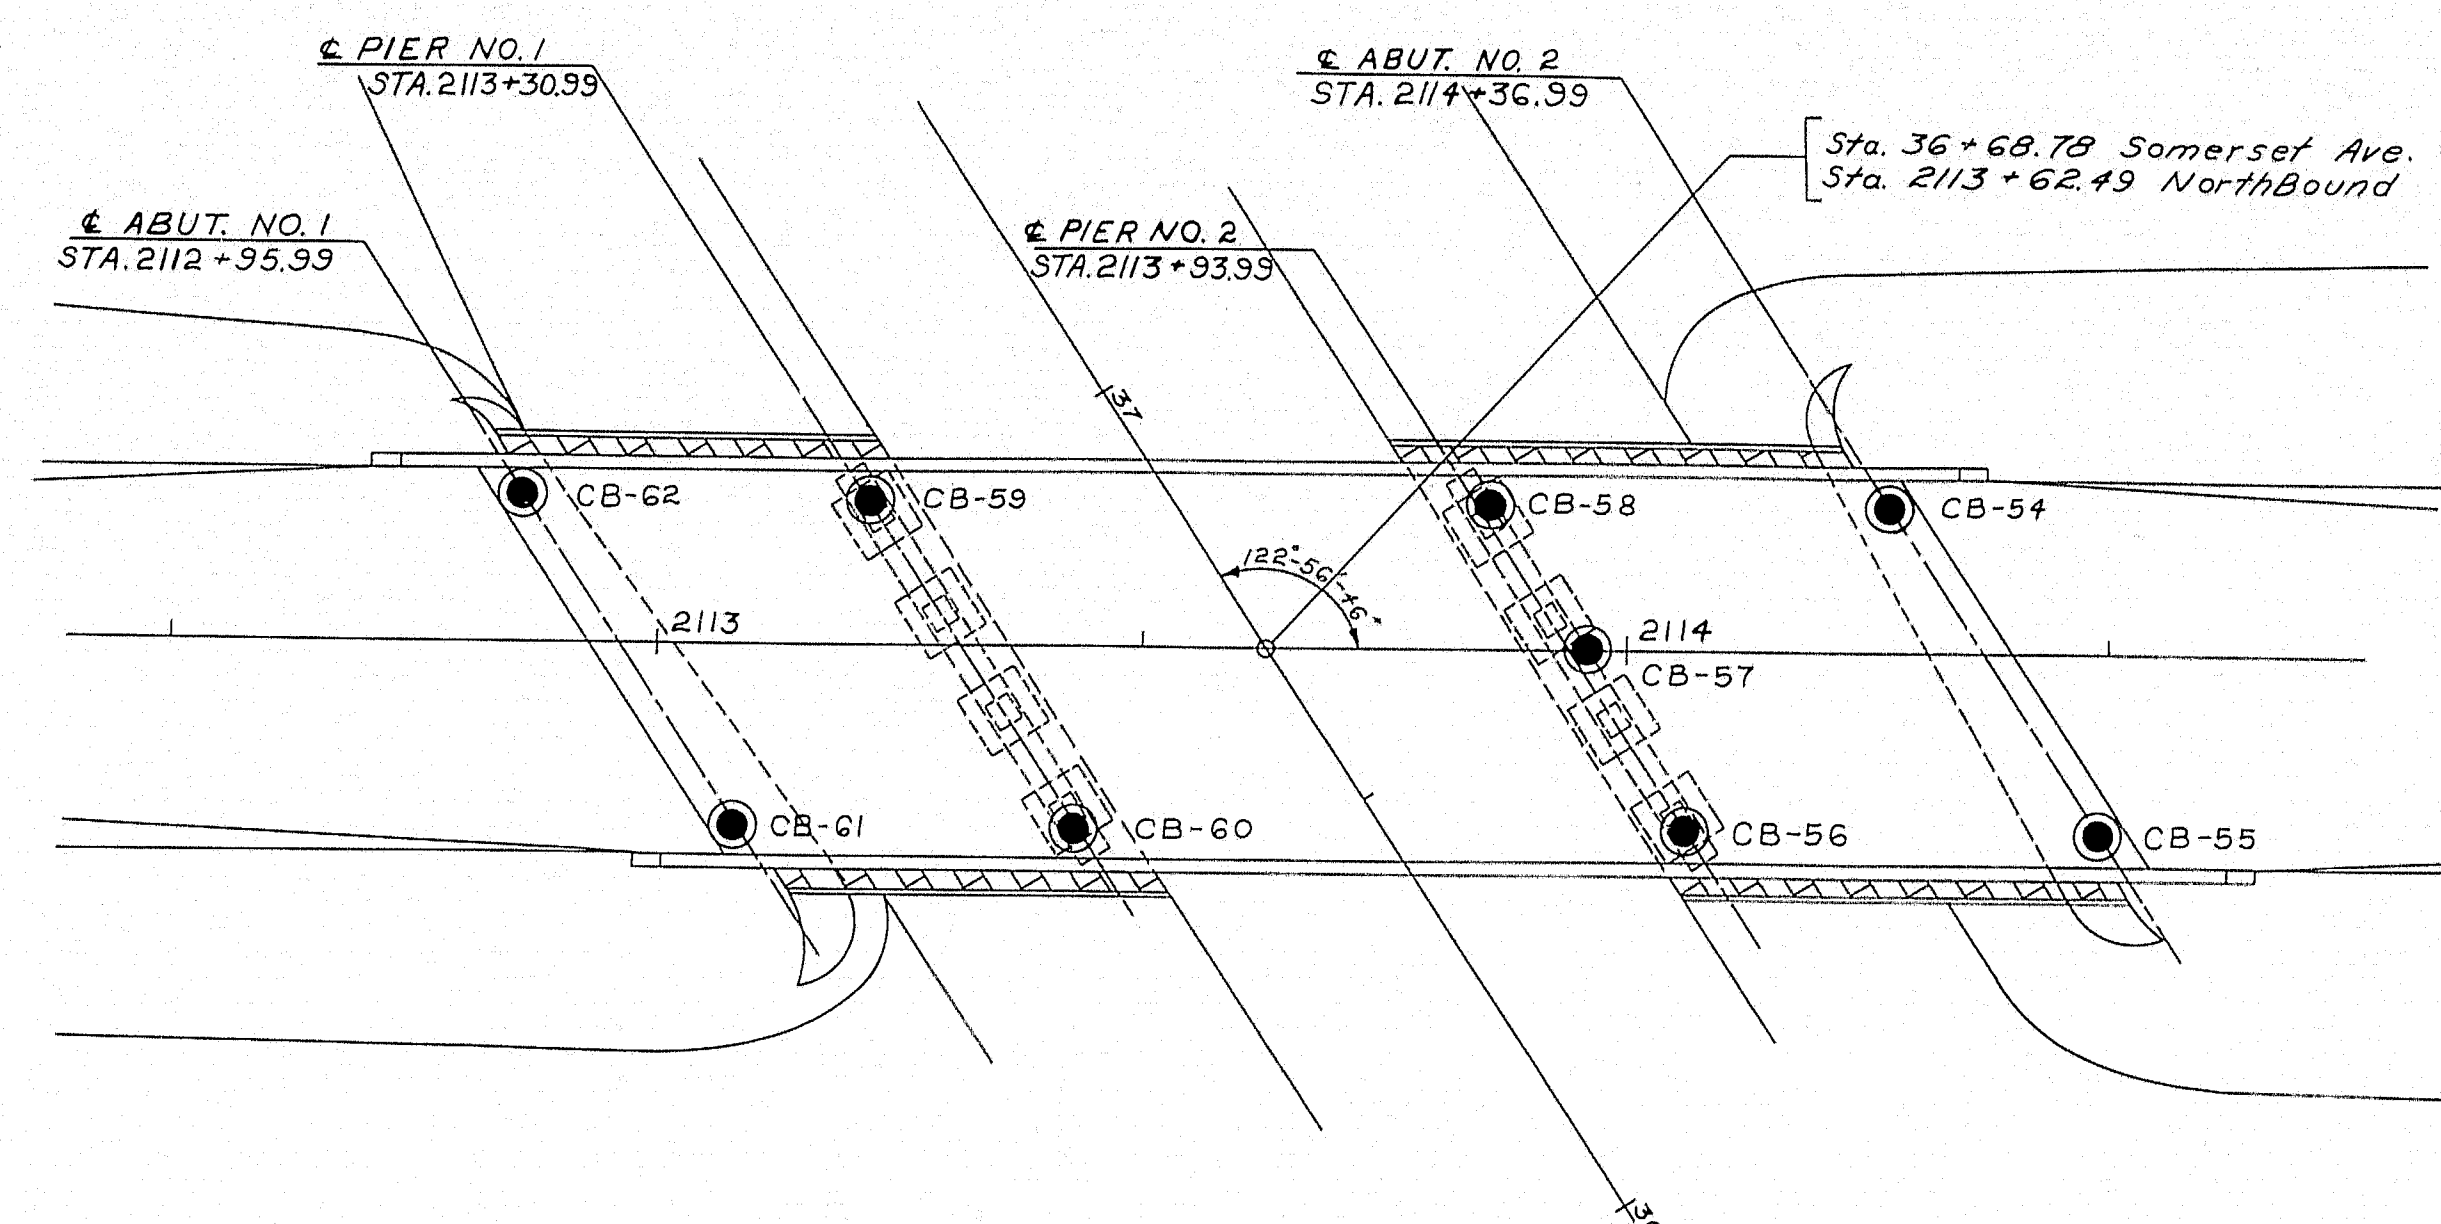 ℄ PIER NO. 1
STA. 2113+30.99
℄ ABUT. NO. 2
STA. 2114+36.99
Sta. 36+68.78 Somerset Ave.
Sta. 2113+62.49 NorthBound
℄ ABUT. NO. 1
STA. 2112+95.99
℄ PIER NO. 2
STA. 2113+93.99
37
CB-62
CB-59
CB-58
CB-54
2113
2114
CB-57
CB-61
CB-60
CB-56
CB-55